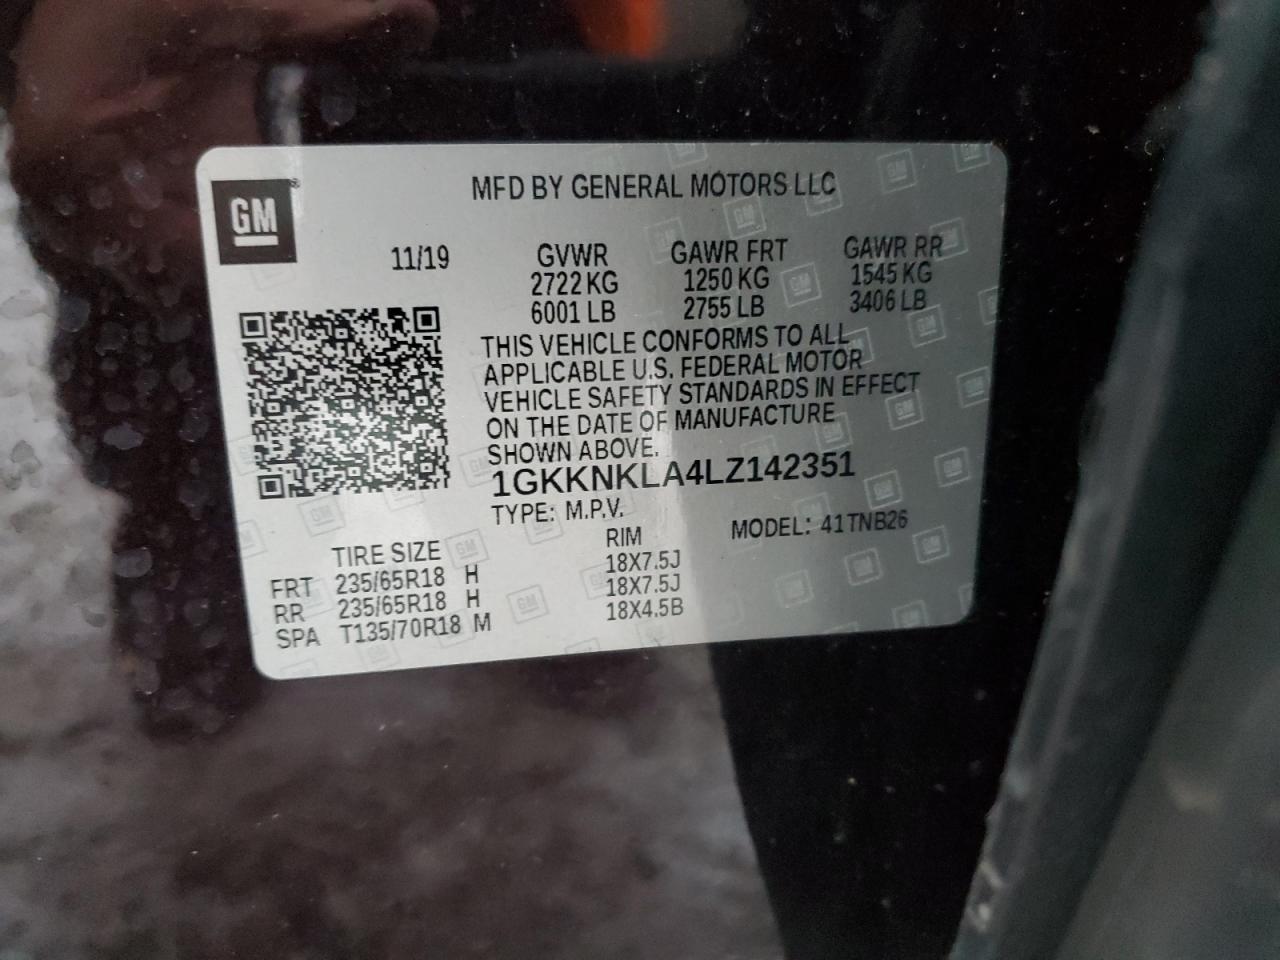 GM
MFD BY GENERAL MOTORS LLC
11/19
GVWR GAWR FRT GAWR RR
2722 KG 1250 KG 1545 KG
6001 LB 2755 LB 3406 LB
THIS VEHICLE CONFORMS TO ALL
APPLICABLE U.S. FEDERAL MOTOR
VEHICLE SAFETY STANDARDS IN EFFECT
ON THE DATE OF MANUFACTURE
SHOWN ABOVE.
1GKKNKLA4LZ142351
TYPE: M.P.V. MODEL: 41TNB26
TIRE SIZE RIM
FRT 235/65R18 H 18X7.5J
RR 235/65R18 H 18X7.5J
SPA T135/70R18 M 18X4.5B